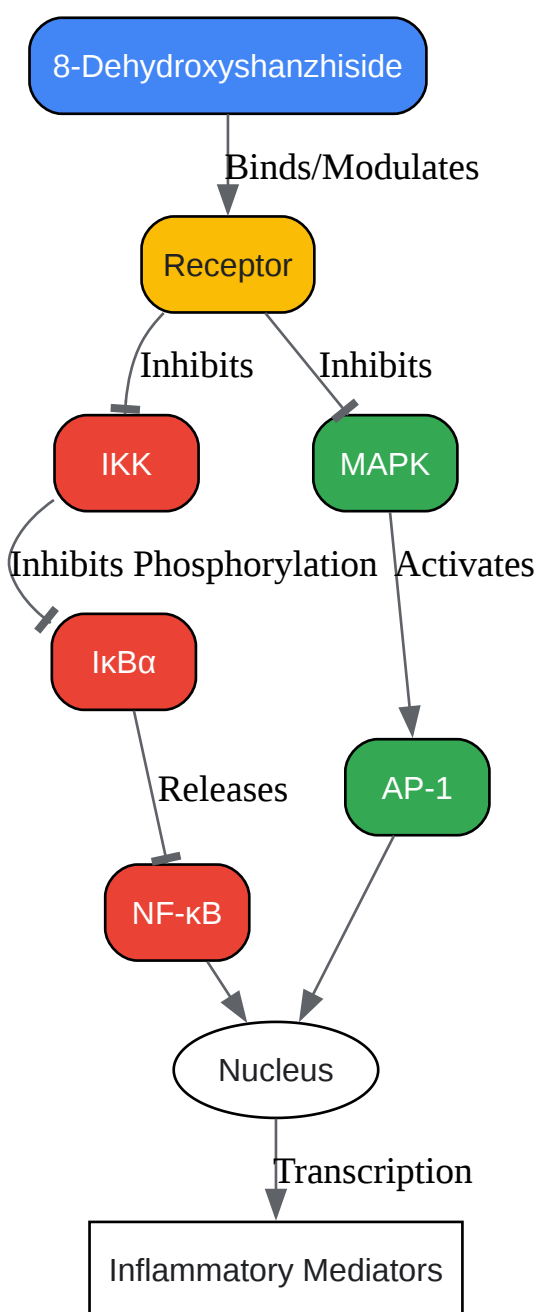 8-Dehydroxyshanzhiside
Binds/Modulates
Receptor
Inhibits
Inhibits
IKK
MAPK
Inhibits Phosphorylation
Activates
IκBα
Releases
AP-1
NF-κB
Nucleus
Transcription
Inflammatory Mediators